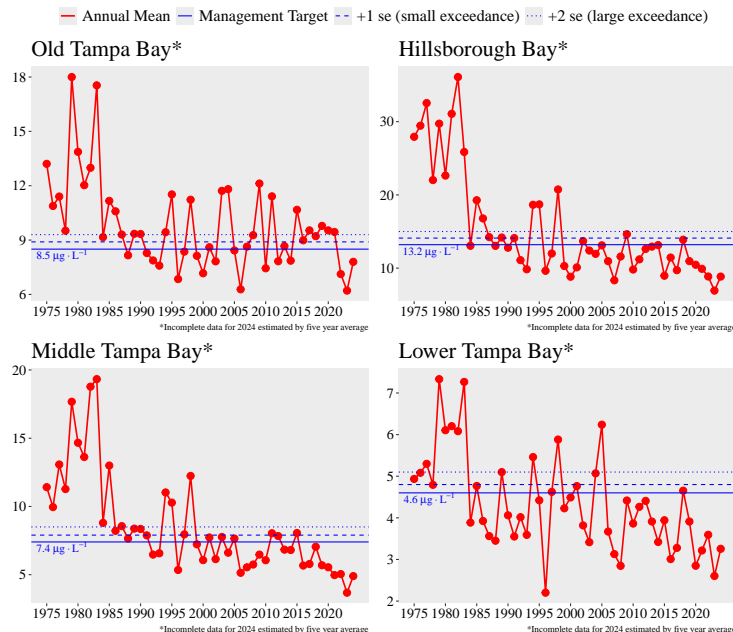 Annual Mean Management Target +1 se (small exceedance) +2 se (large exceedance)
Old Tampa Bay*
18
15
12
9
6
8.5 μg · L⁻¹
1975 1980 1985 1990 1995 2000 2005 2010 2015 2020
*Incomplete data for 2024 estimated by five year average
Hillsborough Bay*
30
20
10
13.2 μg · L⁻¹
1975 1980 1985 1990 1995 2000 2005 2010 2015 2020
*Incomplete data for 2024 estimated by five year average
Middle Tampa Bay*
20
15
10
5
7.4 μg · L⁻¹
1975 1980 1985 1990 1995 2000 2005 2010 2015 2020
*Incomplete data for 2024 estimated by five year average
Lower Tampa Bay*
7
6
5
4
3
2
4.6 μg · L⁻¹
1975 1980 1985 1990 1995 2000 2005 2010 2015 2020
*Incomplete data for 2024 estimated by five year average